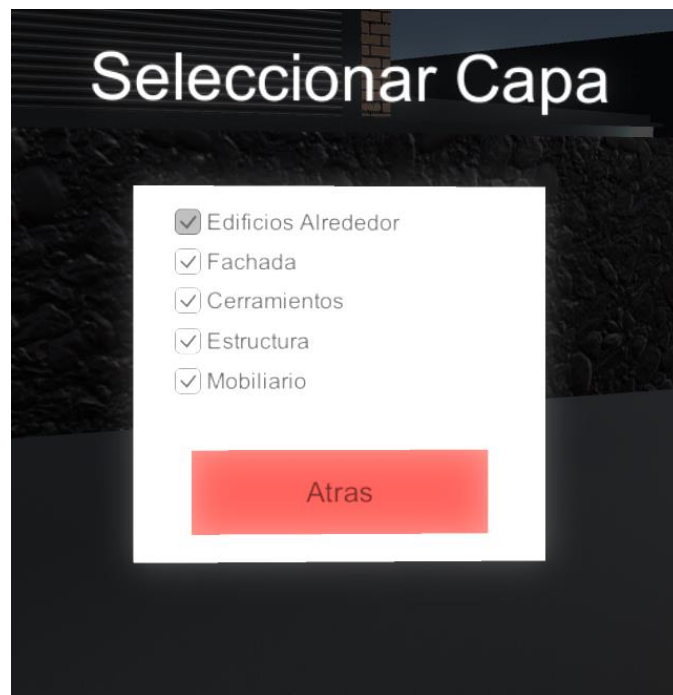 Seleccionar Capa
Edificios Alrededor
Fachada
Cerramientos
Estructura
Mobiliario
Atras